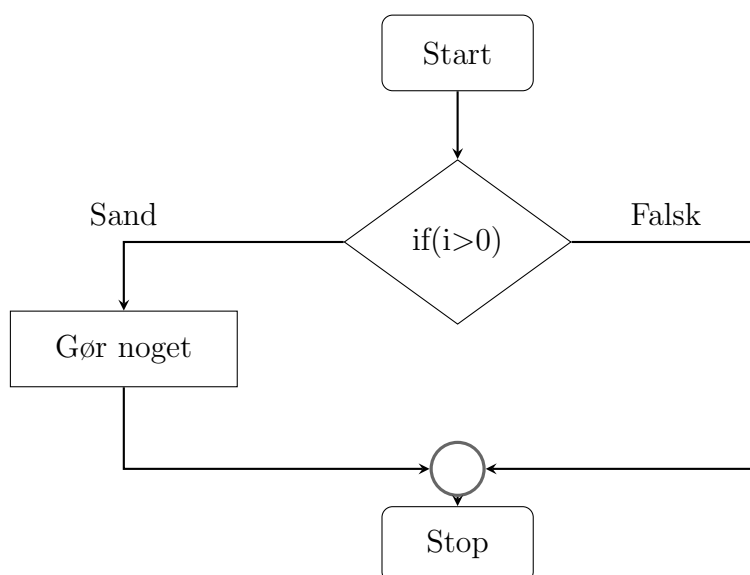 Start
Sand
Falsk
if(i>0)
Gør noget
Stop